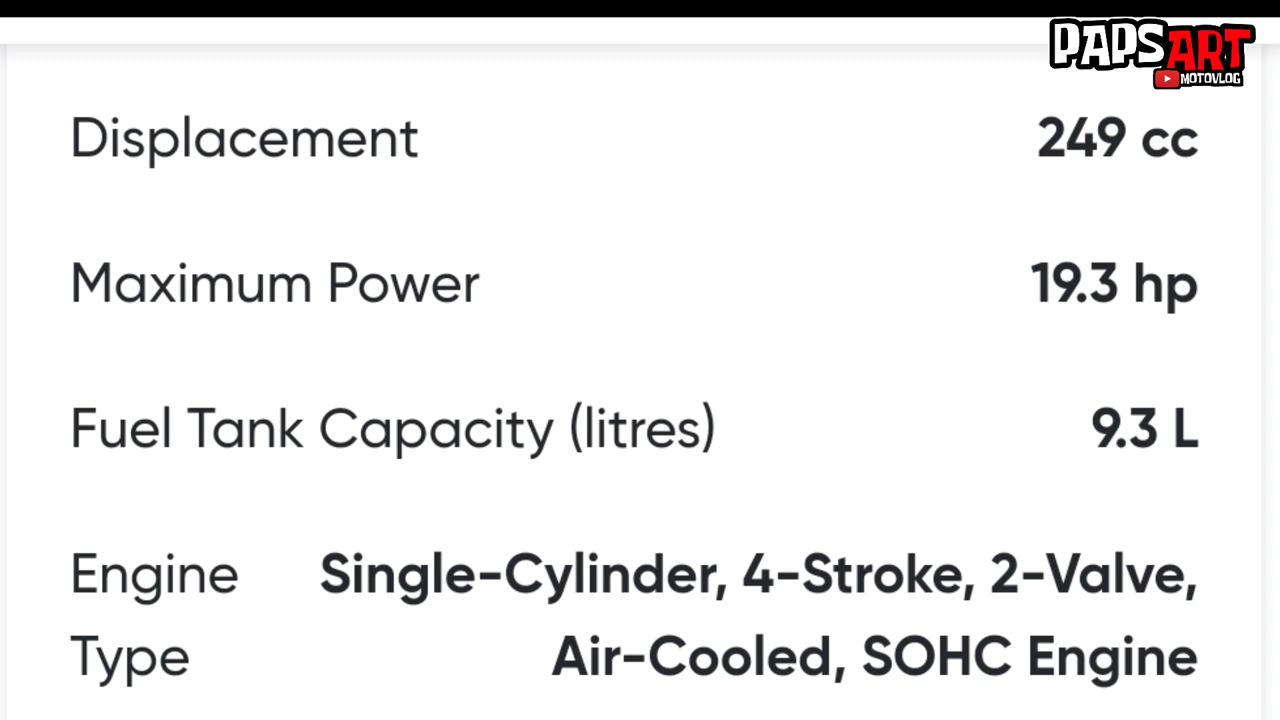 PAPSART
MOTOVLOG
Displacement 249 cc
Maximum Power 19.3 hp
Fuel Tank Capacity (litres) 9.3 L
Engine Single-Cylinder, 4-Stroke, 2-Valve,
Type Air-Cooled, SOHC Engine